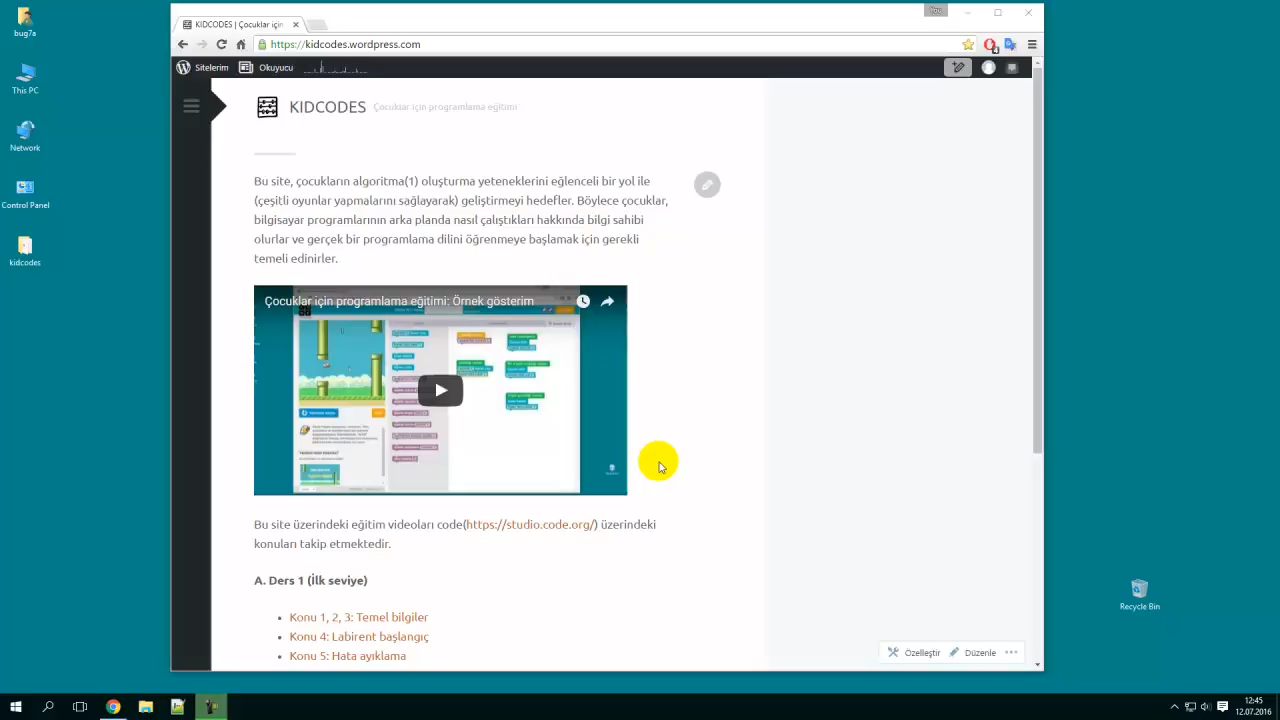 bug7a
This PC
Network
Control Panel
kidcodes
KIDCODES | Çocuklar için
https://kidcodes.wordpress.com
4
Sitelerim
Okuyucu
KIDCODES
Çocuklar için programlama eğitimi
Bu site, çocukların algoritma(1) oluşturma yeteneklerini eğlenceli bir yol ile
(çeşitli oyunlar yapmalarını sağlayarak) geliştirmeyi hedefler. Böylece çocuklar,
bilgisayar programlarının arka planda nasıl çalıştıkları hakkında bilgi sahibi
olurlar ve gerçek bir programlama dilini öğrenmeye başlamak için gerekli
temeli edinirler.
Çocuklar için programlama eğitimi: Örnek gösterim
Bu site üzerindeki eğitim videoları code(https://studio.code.org/) üzerindeki
konuları takip etmektedir.
A. Ders 1 (İlk seviye)
Konu 1, 2, 3: Temel bilgiler
Konu 4: Labirent başlangıç
Konu 5: Hata ayıklama
Özelleştir
Düzenle
Recycle Bin
12:45
12.07.2016